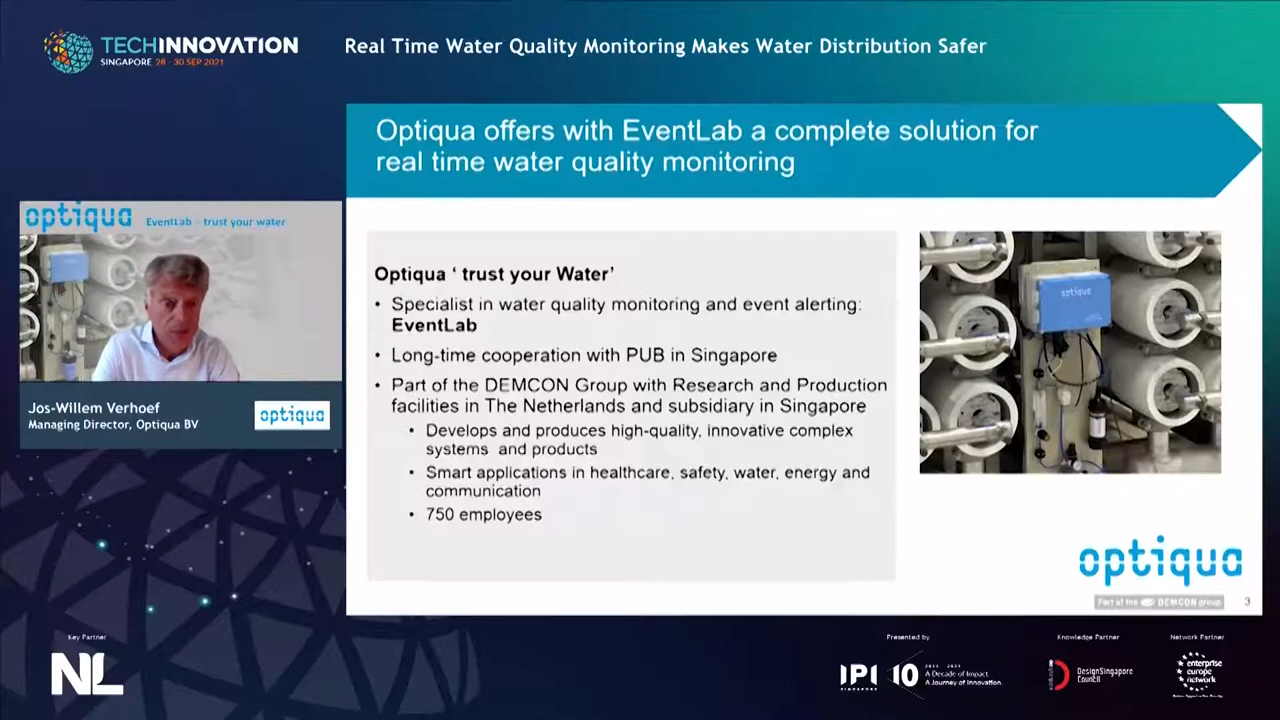 TECHINNOVATION
SINGAPORE 28 - 30 SEP 2021
Real Time Water Quality Monitoring Makes Water Distribution Safer
Optiqua offers with EventLab a complete solution for
real time water quality monitoring
optiqua EventLab - trust your water
Jos-Willem Verhoef
Managing Director, Optiqua BV
optiqua
Optiqua ‘ trust your Water’
• Specialist in water quality monitoring and event alerting:
EventLab
• Long-time cooperation with PUB in Singapore
• Part of the DEMCON Group with Research and Production
facilities in The Netherlands and subsidiary in Singapore
• Develops and produces high-quality, innovative complex
systems and products
• Smart applications in healthcare, safety, water, energy and
communication
• 750 employees
optiqua
optiqua
Part of the DEMCON group
3
Key Partner
NL
Presented by
IPI
SINGAPORE
10
2011 - 2021
A Decade of Impact.
A Journey of Innovation.
Knowledge Partner
DesignSingapore
Council
Network Partner
enterprise
europe
network